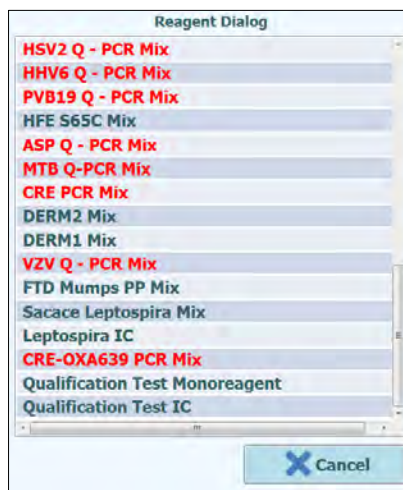 Reagent Dialog
HSV2 Q - PCR Mix
HHV6 Q - PCR Mix
PVB19 Q - PCR Mix
HFE S65C Mix
ASP Q - PCR Mix
MTB Q-PCR Mix
CRE PCR Mix
DERM2 Mix
DERM1 Mix
VZV Q - PCR Mix
FTD Mumps PP Mix
Sacace Leptospira Mix
Leptospira IC
CRE-OXA639 PCR Mix
Qualification Test Monoreagent
Qualification Test IC
Cancel